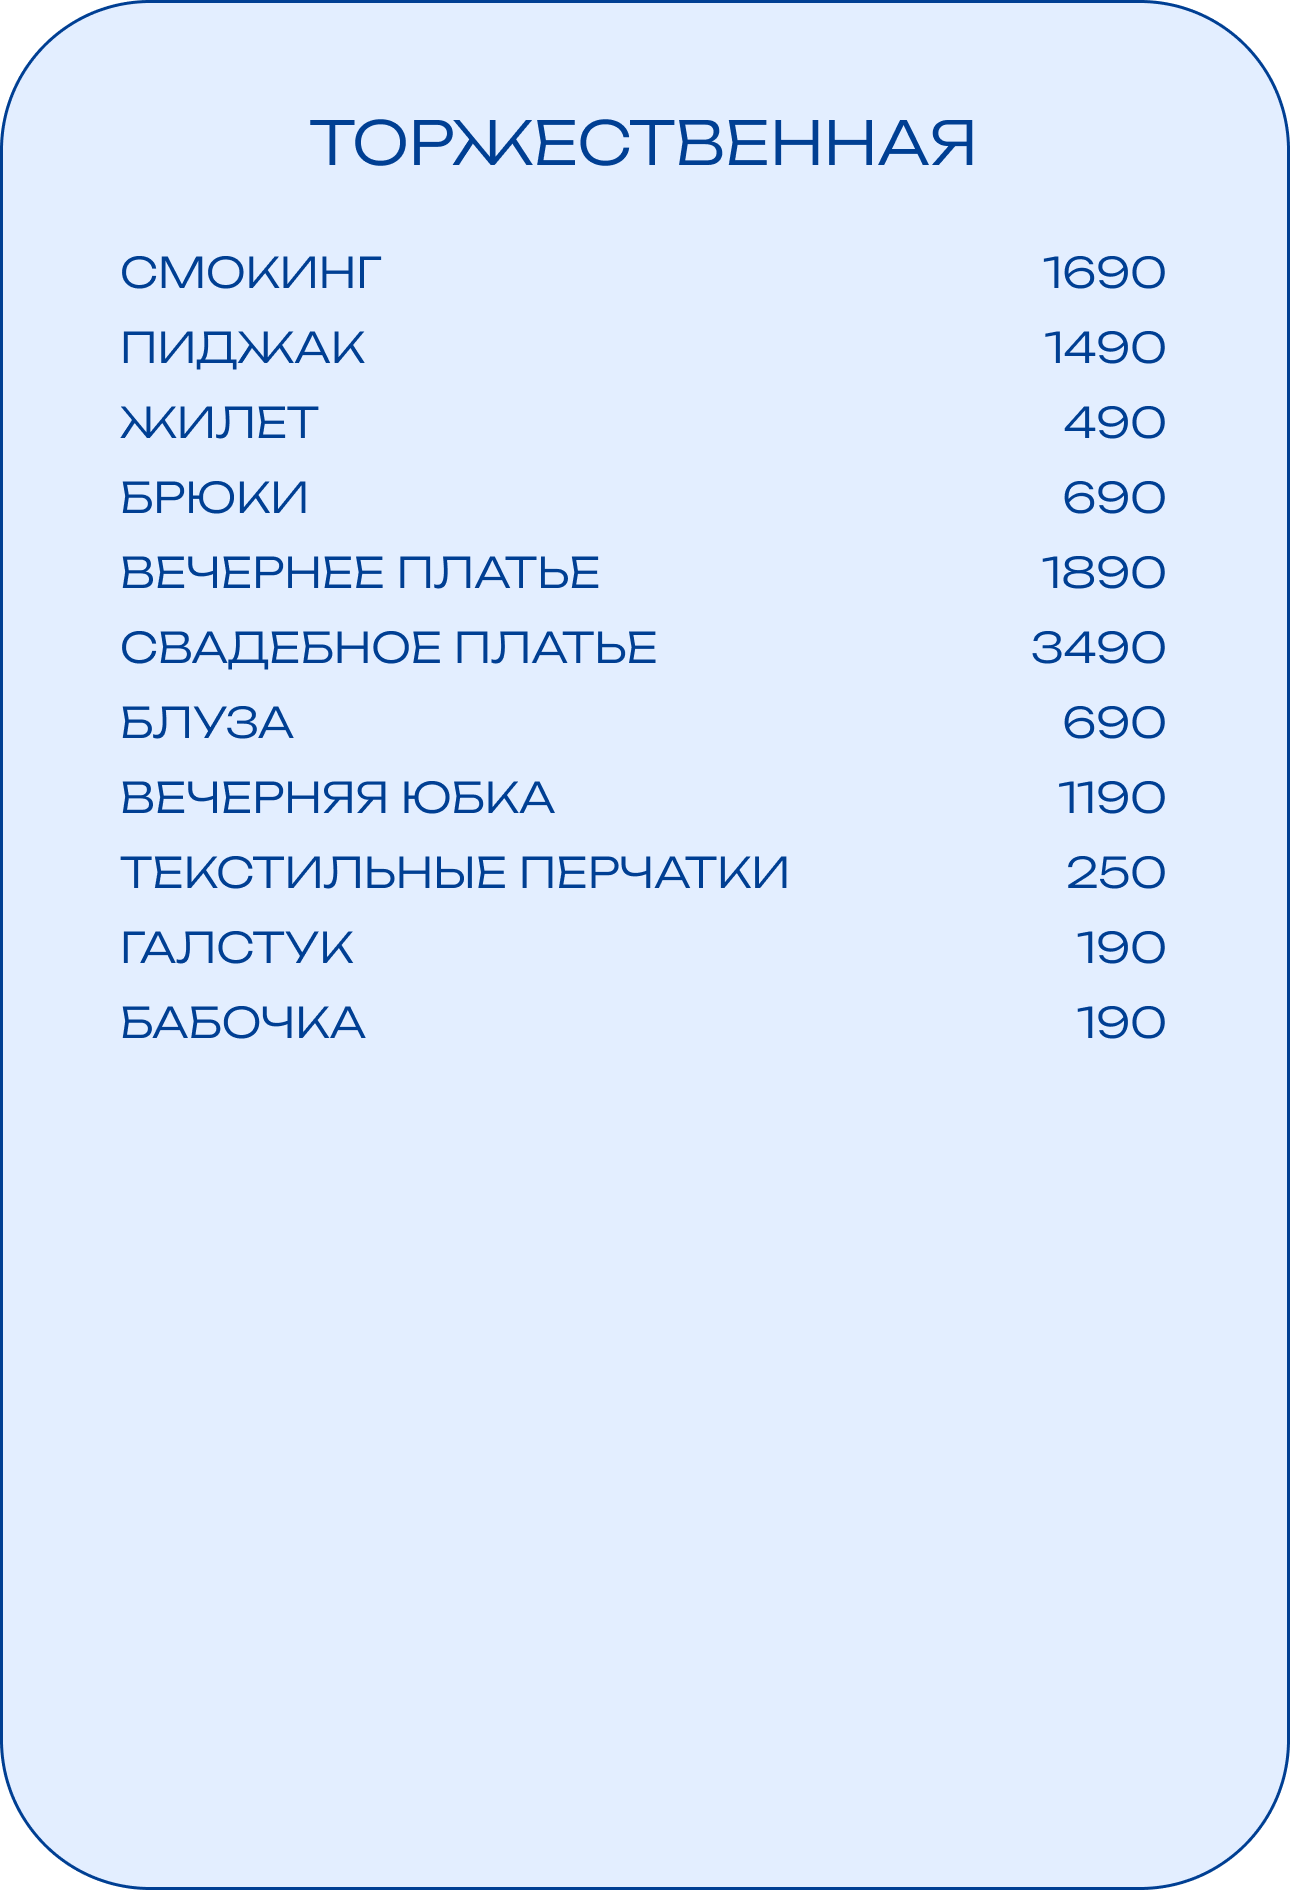 ТОРЖЕСТВЕННАЯ
СМОКИНГ 1690
ПИДЖАК 1490
ЖИЛЕТ 490
БРЮКИ 690
ВЕЧЕРНЕЕ ПЛАТЬЕ 1890
СВАДЕБНОЕ ПЛАТЬЕ 3490
БЛУЗА 690
ВЕЧЕРНЯЯ ЮБКА 1190
ТЕКСТИЛЬНЫЕ ПЕРЧАТКИ 250
ГАЛСТУК 190
БАБОЧКА 190